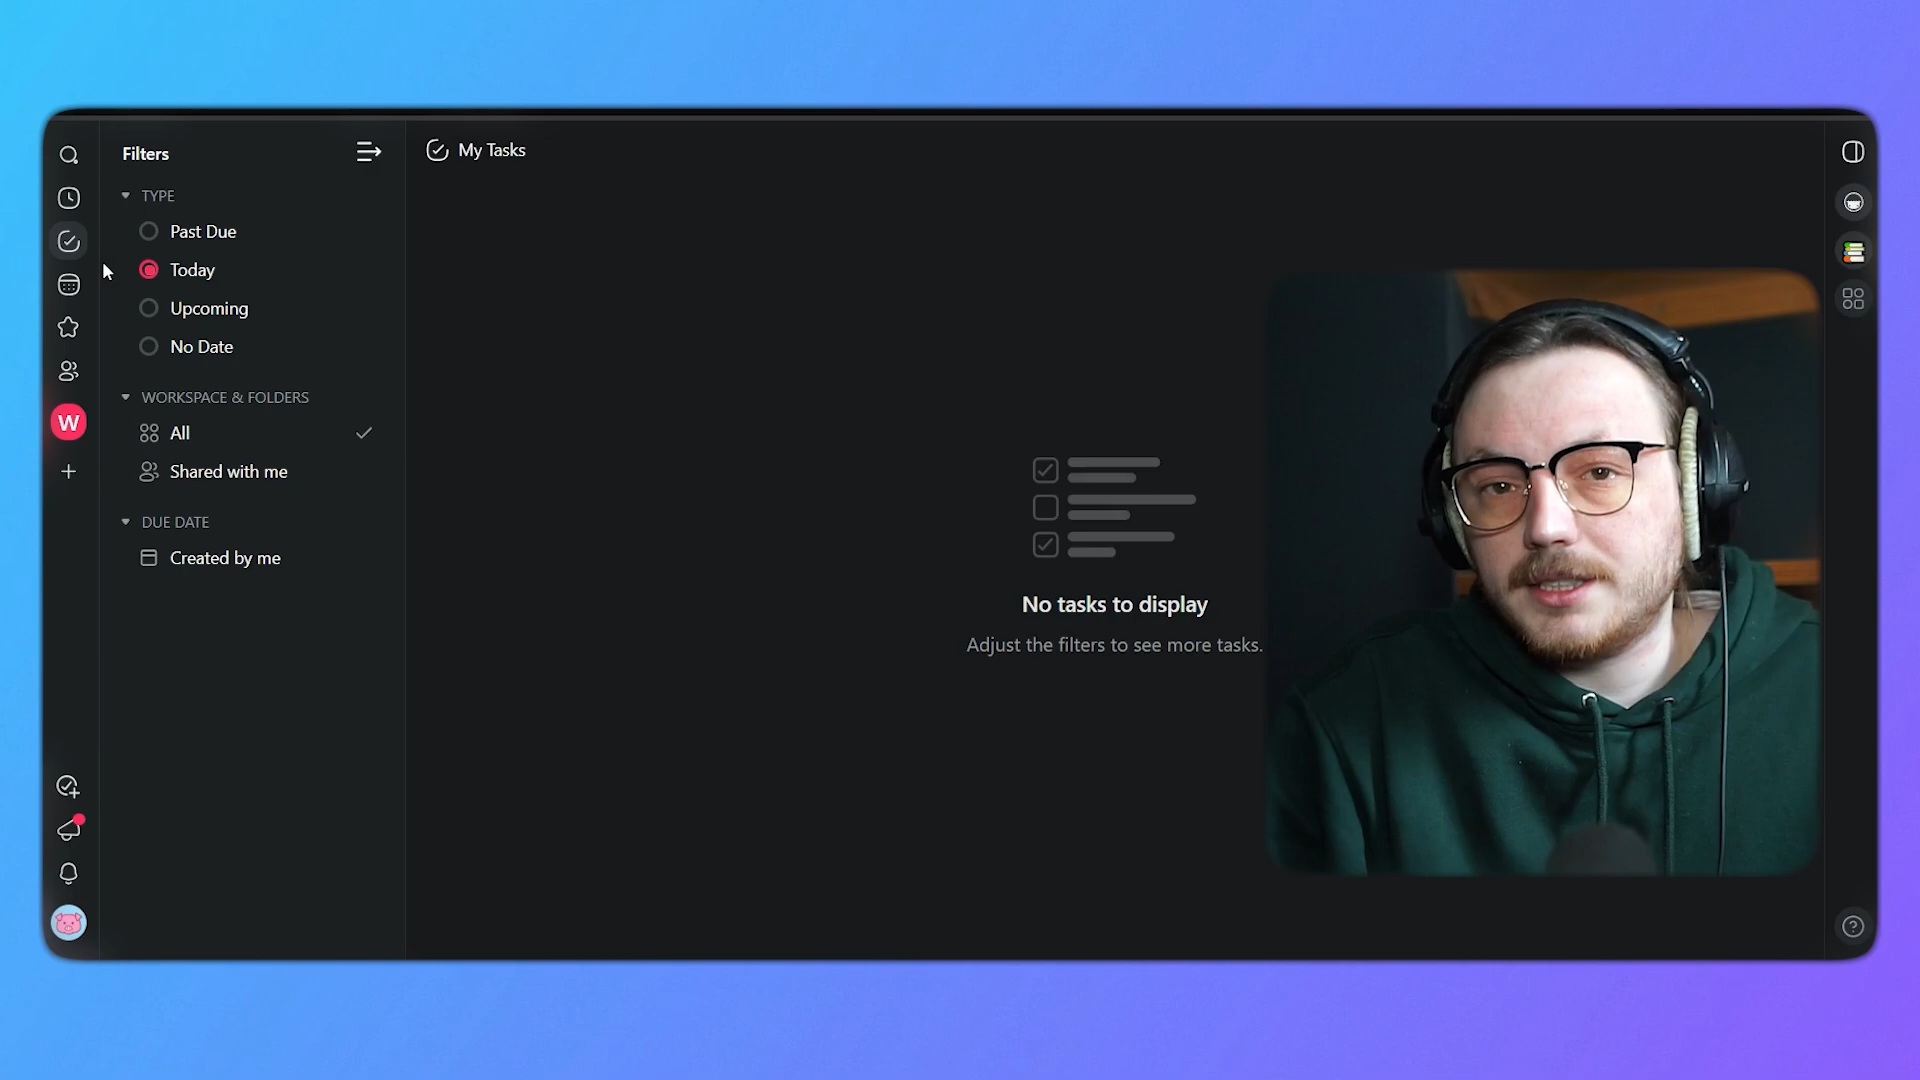 Filters
TYPE
Past Due
Today
Upcoming
No Date
WORKSPACE & FOLDERS
All
Shared with me
DUE DATE
Created by me
W
My Tasks
No tasks to display
Adjust the filters to see more tasks.